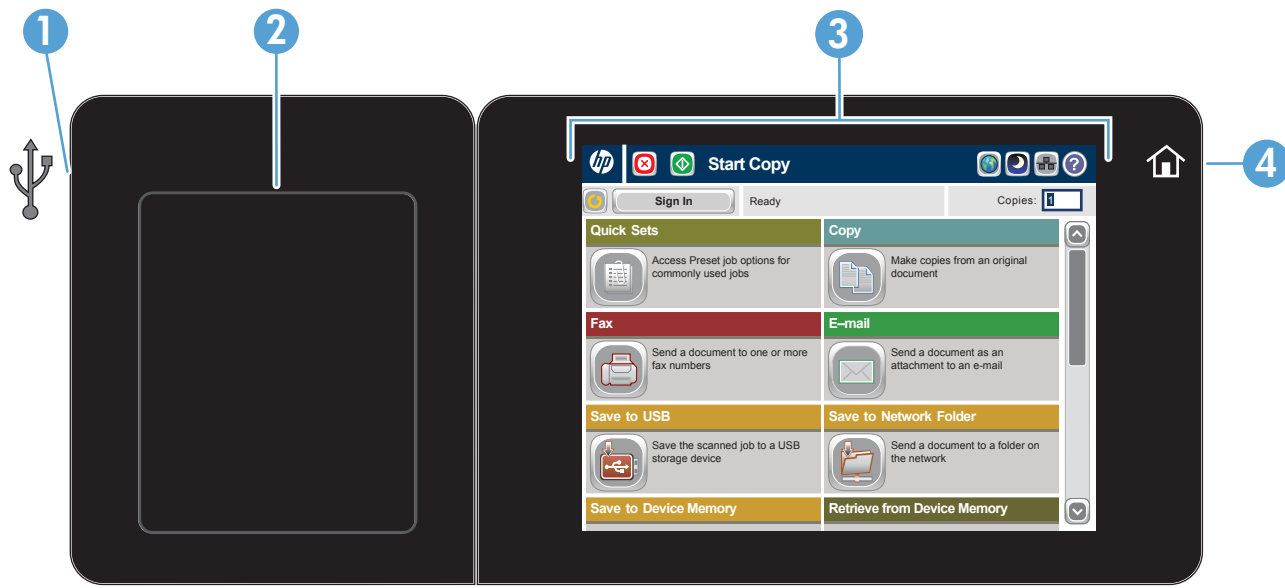 1
2
3
4
hp
Start Copy
?
Sign In
Ready
Copies: 1
Quick Sets
Access Preset job options for
commonly used jobs
Copy
Make copies from an original
document
Fax
Send a document to one or more
fax numbers
E–mail
Send a document as an
attachment to an e-mail
Save to USB
Save the scanned job to a USB
storage device
Save to Network Folder
Send a document to a folder on
the network
Save to Device Memory
Retrieve from Device Memory